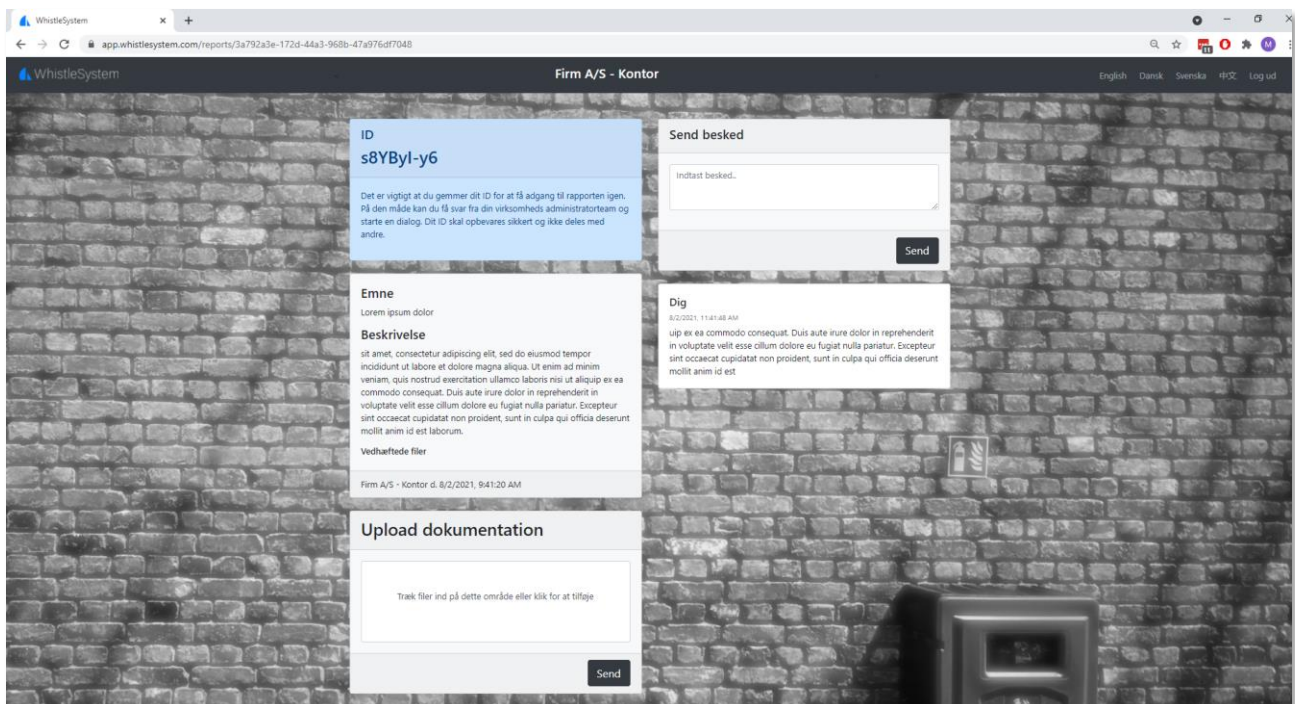 WhistleSystem
app.whistlesystem.com/reports/3a792a3e-172d-44a3-968b-47a976df7048
11
M
WhistleSystem
Firm A/S - Kontor
English Dansk Svenska 中文 Log ud
ID
s8YByI-y6
Det er vigtigt at du gemmer dit ID for at få adgang til rapporten igen.
På den måde kan du få svar fra din virksomheds administratorteam og
starte en dialog. Dit ID skal opbevares sikkert og ikke deles med
andre.
Emne
Lorem ipsum dolor
Beskrivelse
sit amet, consectetur adipiscing elit, sed do eiusmod tempor
incididunt ut labore et dolore magna aliqua. Ut enim ad minim
veniam, quis nostrud exercitation ullamco laboris nisi ut aliquip ex ea
commodo consequat. Duis aute irure dolor in reprehenderit in
voluptate velit esse cillum dolore eu fugiat nulla pariatur. Excepteur
sint occaecat cupidatat non proident, sunt in culpa qui officia deserunt
mollit anim id est laborum.
Vedhæftede filer
Firm A/S - Kontor d. 8/2/2021, 9:41:20 AM
Upload dokumentation
Træk filer ind på dette område eller klik for at tilføje
Send
Send besked
Indtast besked..
Send
Dig
8/2/2021, 11:41:48 AM
uip ex ea commodo consequat. Duis aute irure dolor in reprehenderit
in voluptate velit esse cillum dolore eu fugiat nulla pariatur. Excepteur
sint occaecat cupidatat non proident, sunt in culpa qui officia deserunt
mollit anim id est